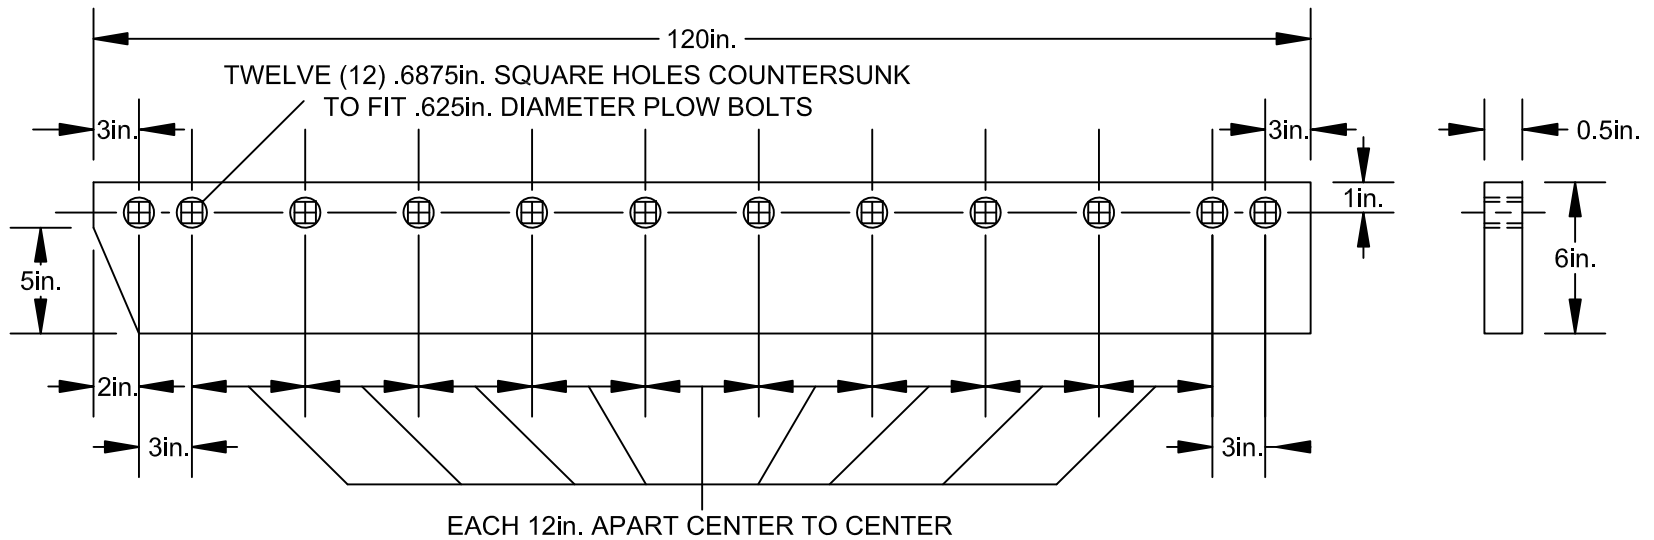 120in.
TWELVE (12) .6875in. SQUARE HOLES COUNTERSUNK
TO FIT .625in. DIAMETER PLOW BOLTS
3in.
3in.
0.5in.
1in.
5in.
6in.
2in.
3in.
3in.
EACH 12in. APART CENTER TO CENTER